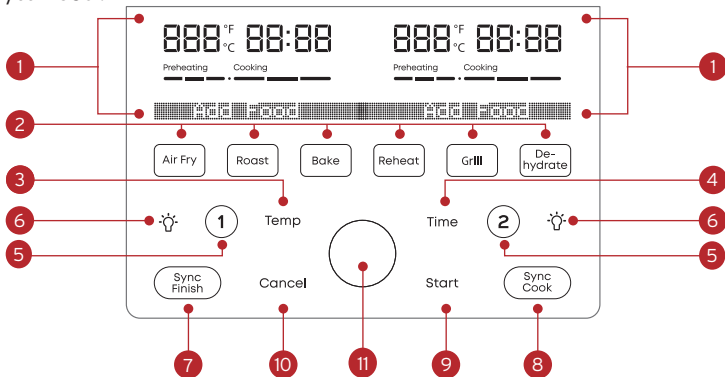 888 °F °C 88:88 888 °F °C 88:88
Preheating Cooking Preheating Cooking
1 1
Add Food Add Food
2
Air Fry Roast Bake Reheat Grill De-
hydrate
3 4
6 1 Temp Time 2 6
5 5
Sync
Finish Cancel Start Sync
Cook
7 10 11 9 8